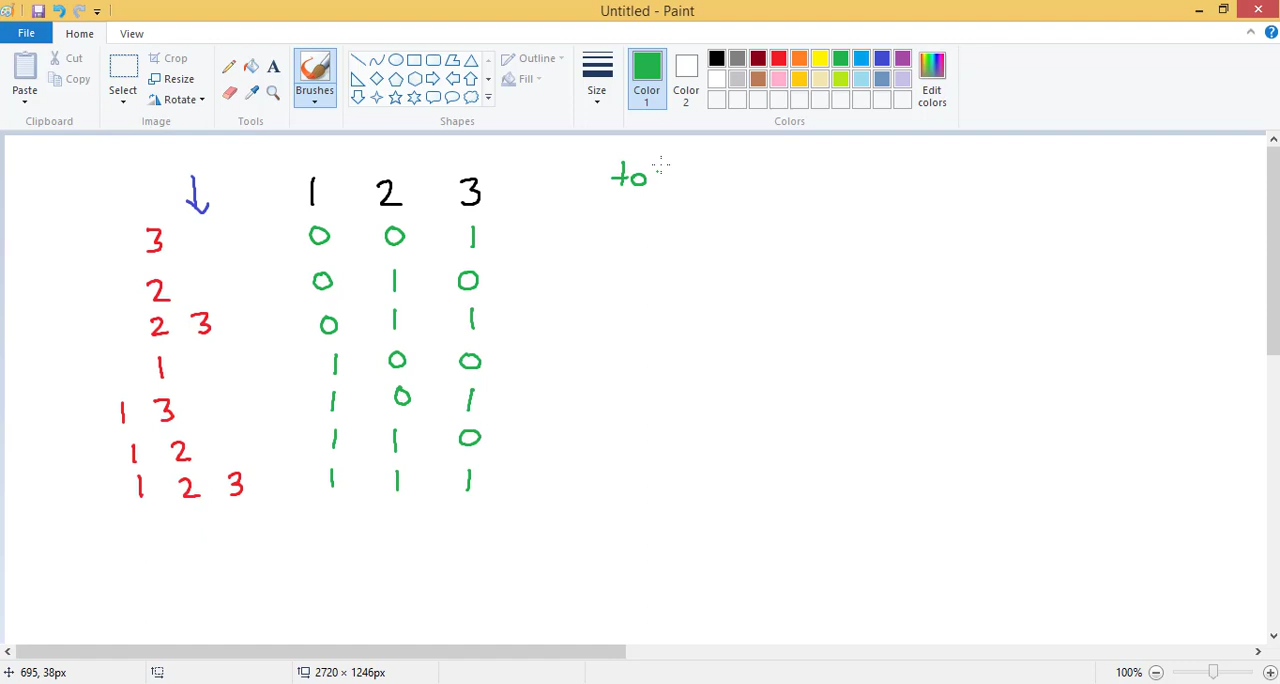 Untitled - Paint
File Home View
Paste
Cut
Copy
Clipboard
Select
Crop
Resize
Rotate
Image
A
Tools
Brushes
Outline
Fill
Shapes
Size
Color 1
Color 2
Edit colors
Colors
to
1 2 3
3 0 0 1
2 0 1 0
2 3 0 1 1
1 1 0 0
1 3 1 0 1
1 2 1 1 0
1 2 3 1 1 1
695, 38px 2720 × 1246px 100%